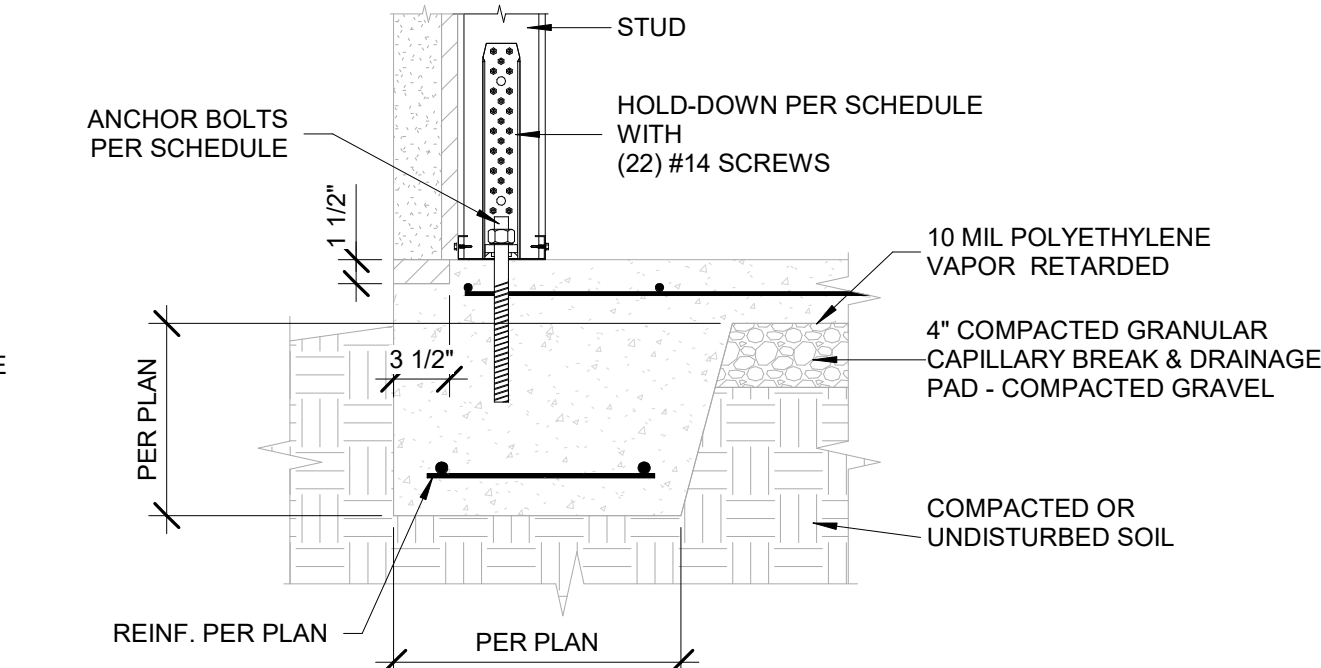 STUD
ANCHOR BOLTS
PER SCHEDULE
HOLD-DOWN PER SCHEDULE
WITH
(22) #14 SCREWS
1 1/2"
10 MIL POLYETHYLENE
VAPOR RETARDED
4" COMPACTED GRANULAR
CAPILLARY BREAK & DRAINAGE
PAD - COMPACTED GRAVEL
E
3 1/2"
PER PLAN
COMPACTED OR
UNDISTURBED SOIL
REINF. PER PLAN
PER PLAN